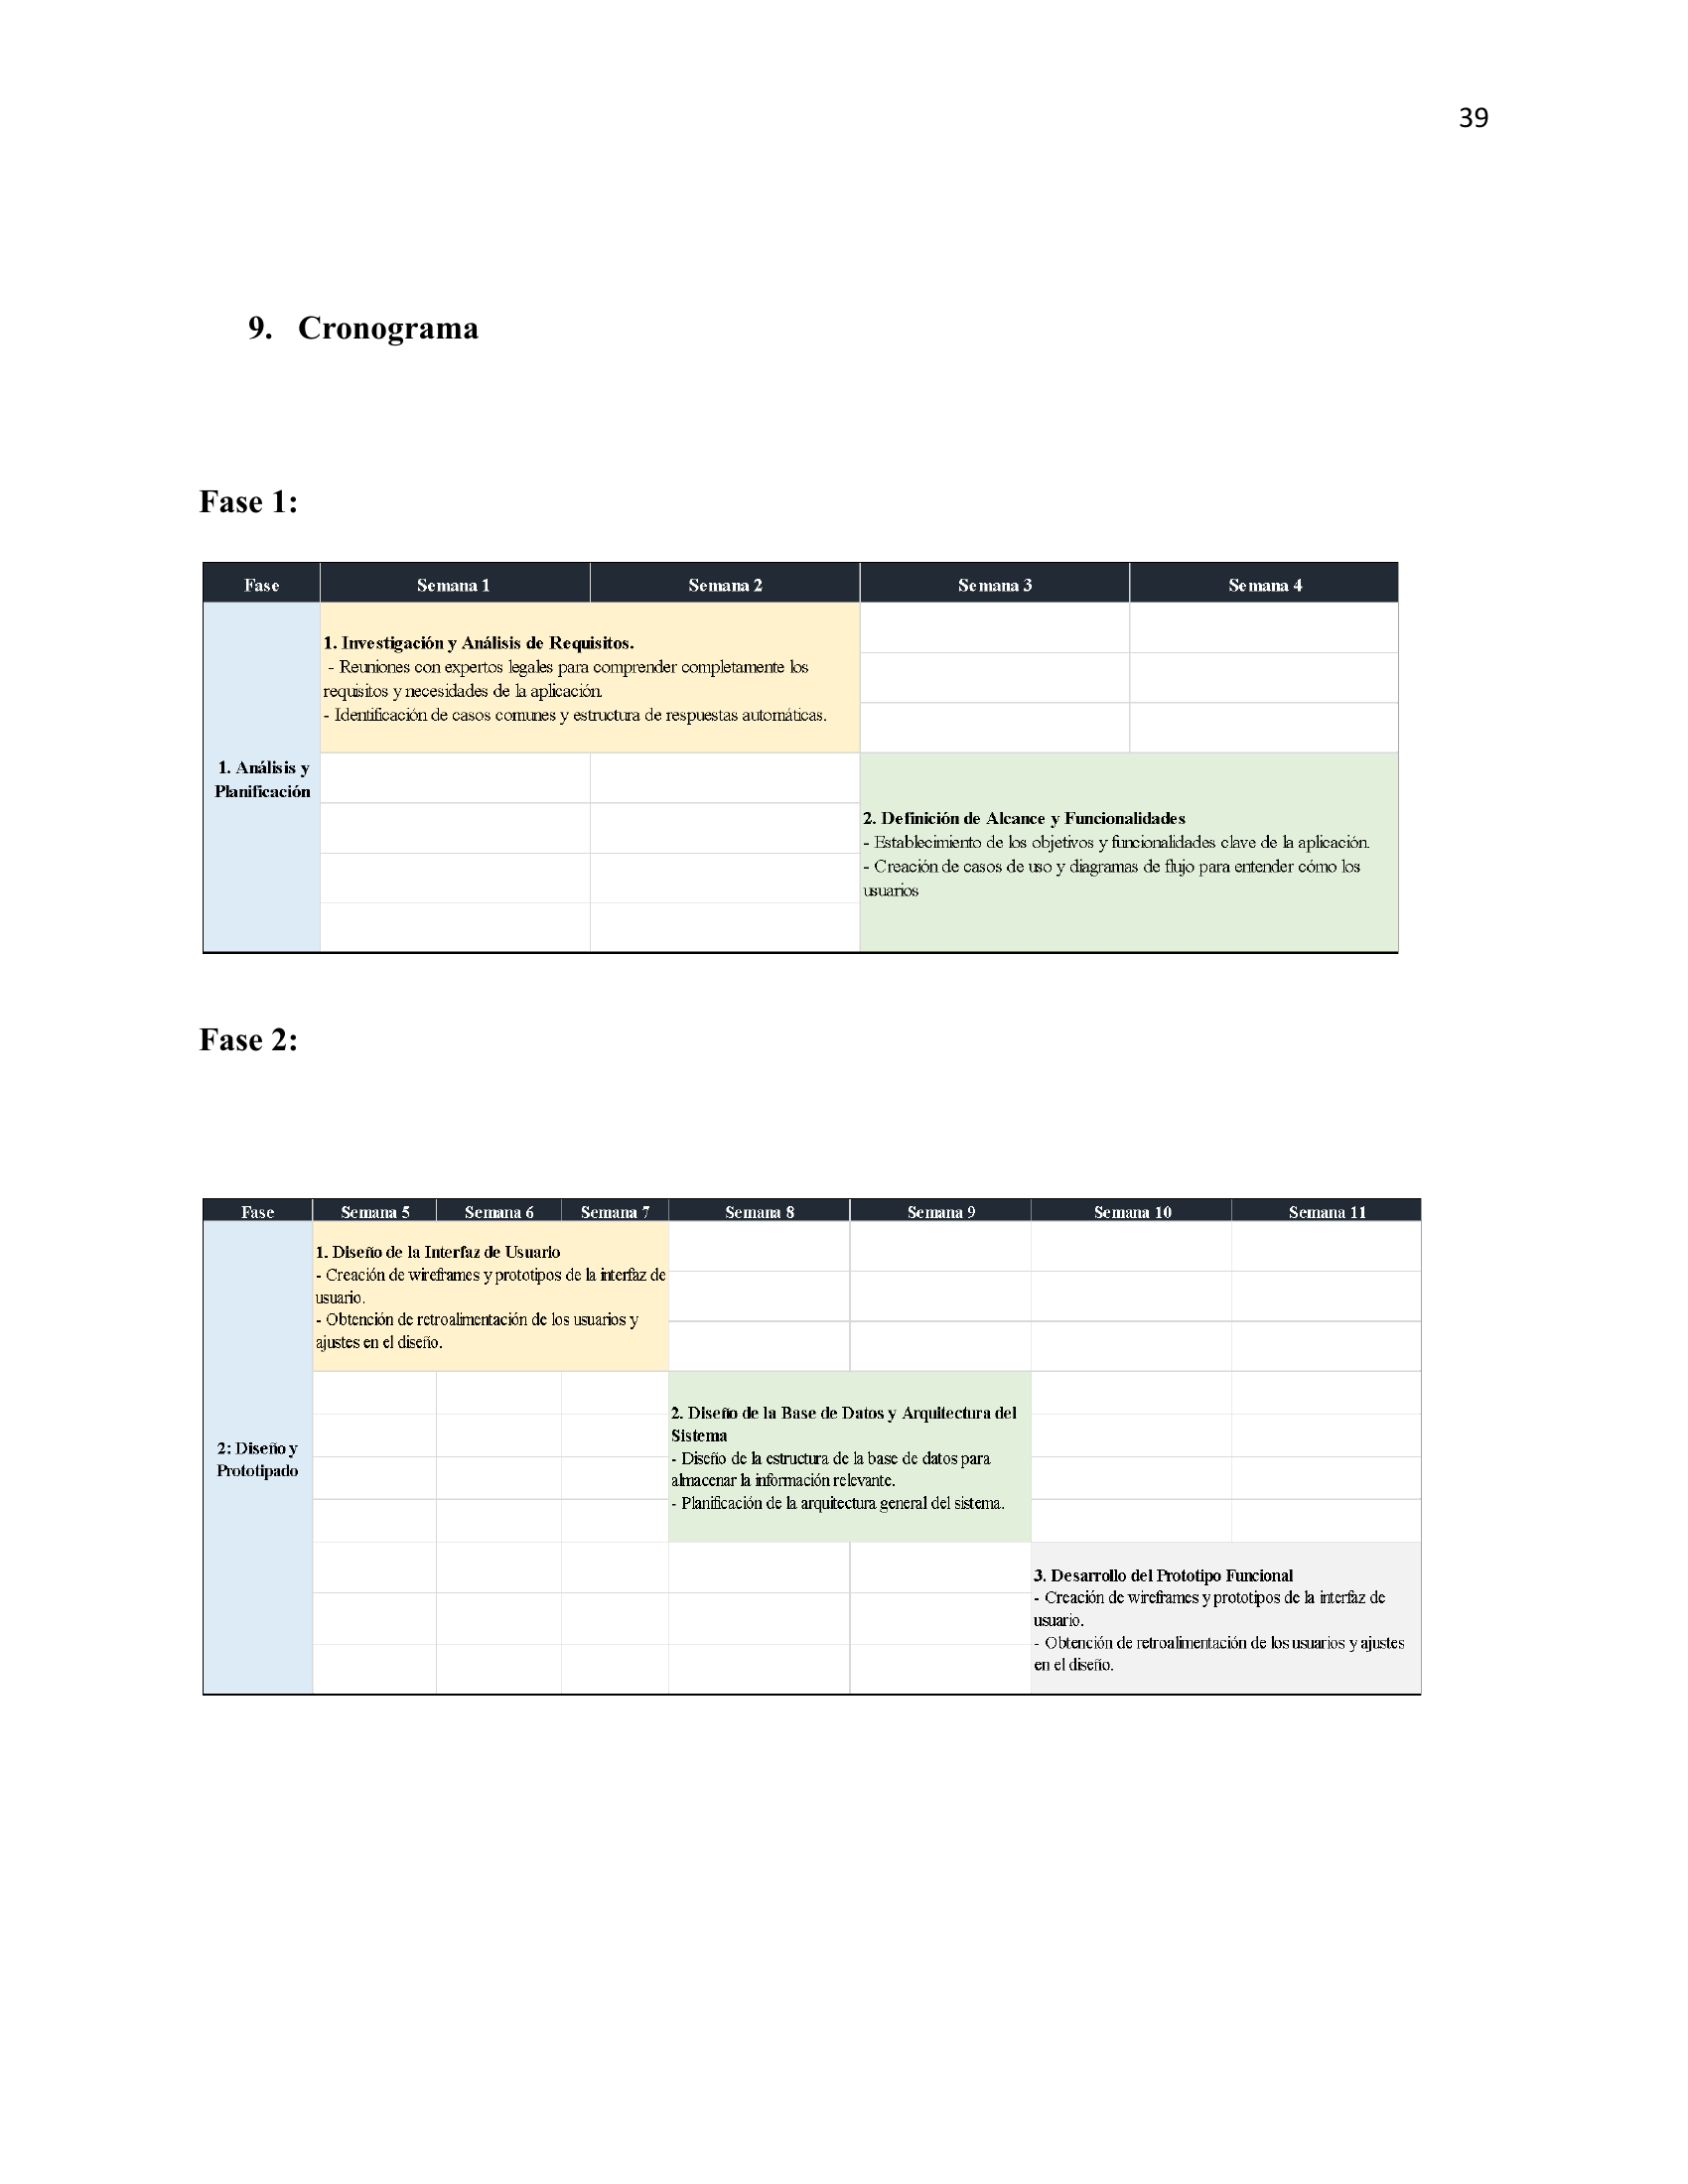 39
9. Cronograma
Fase 1:
Fase Semana 1 Semana 2 Semana 3 Semana 4
1. Investigación y Análisis de Requisitos.
- Reuniones con expertos legales para comprender completamente los
requisitos y necesidades de la aplicación.
- Identificación de casos comunes y estructura de respuestas automáticas.
1. Análisis y
Planificación
2. Definición de Alcance y Funcionalidades
- Establecimiento de los objetivos y funcionalidades clave de la aplicación.
- Creación de casos de uso y diagramas de flujo para entender cómo los
usuarios
Fase 2:
Fase Semana 5 Semana 6 Semana 7 Semana 8 Semana 9 Semana 10 Semana 11
1. Diseño de la Interfaz de Usuario
- Creación de wireframes y prototipos de la interfaz de
usuario.
- Obtención de retroalimentación de los usuarios y
ajustes en el diseño.
2: Diseño y
Prototipado
2. Diseño de la Base de Datos y Arquitectura del
Sistema
- Diseño de la estructura de la base de datos para
almacenar la información relevante.
- Planificación de la arquitectura general del sistema.
3. Desarrollo del Prototipo Funcional
- Creación de wireframes y prototipos de la interfaz de
usuario.
- Obtención de retroalimentación de los usuarios y ajustes
en el diseño.